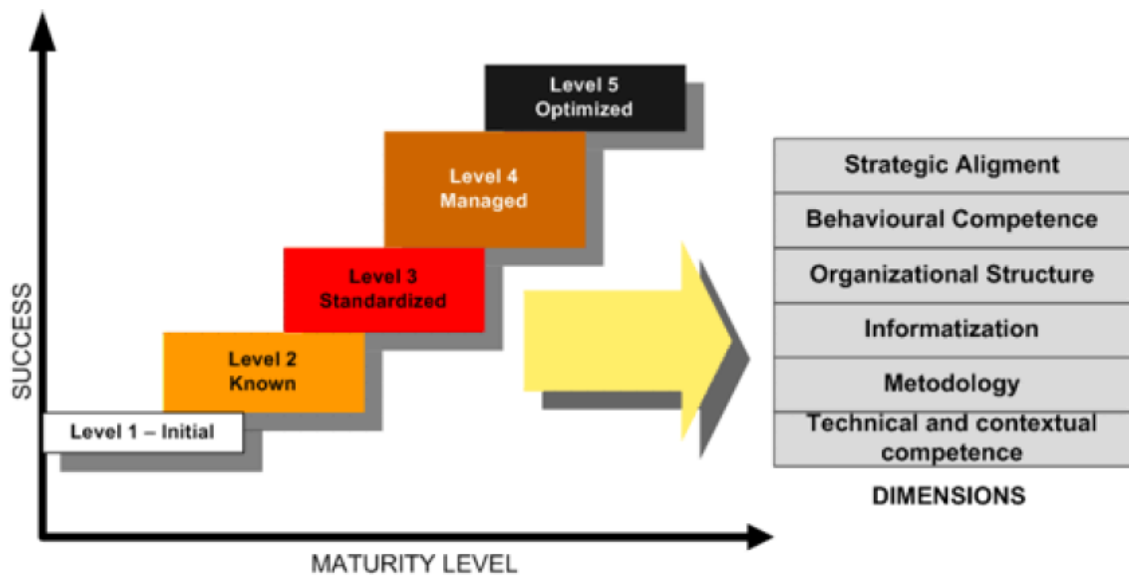 SUCCESS
Level 5
Optimized
Level 4
Managed
Level 3
Standardized
Level 2
Known
Level 1 – Initial
MATURITY LEVEL
Strategic Aligment
Behavioural Competence
Organizational Structure
Informatization
Metodology
Technical and contextual
competence
DIMENSIONS